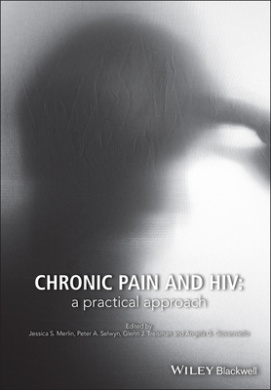 CHRONIC PAIN AND HIV:
a practical approach
Edited by
Jessica S. Merlin, Peter A. Selwyn, Glenn J. Treisman and Angela G. Giovanniello
WILEY Blackwell